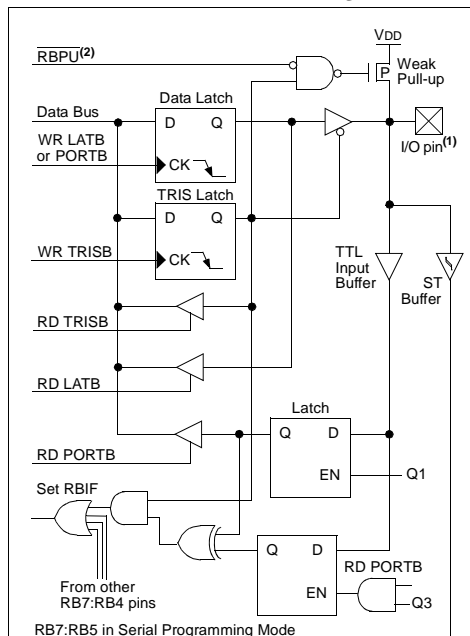 VDD
RBPU(2)
Weak
Pull-up
P
Data Bus
Data Latch
D Q
I/O pin(1)
WR LATB
or PORTB
CK
TRIS Latch
D Q
WR TRISB
CK
TTL
Input
Buffer
ST
Buffer
RD TRISB
RD LATB
Latch
Q D
RD PORTB
EN
Q1
Set RBIF
Q D
RD PORTB
EN
Q3
From other
RB7:RB4 pins
RB7:RB5 in Serial Programming Mode